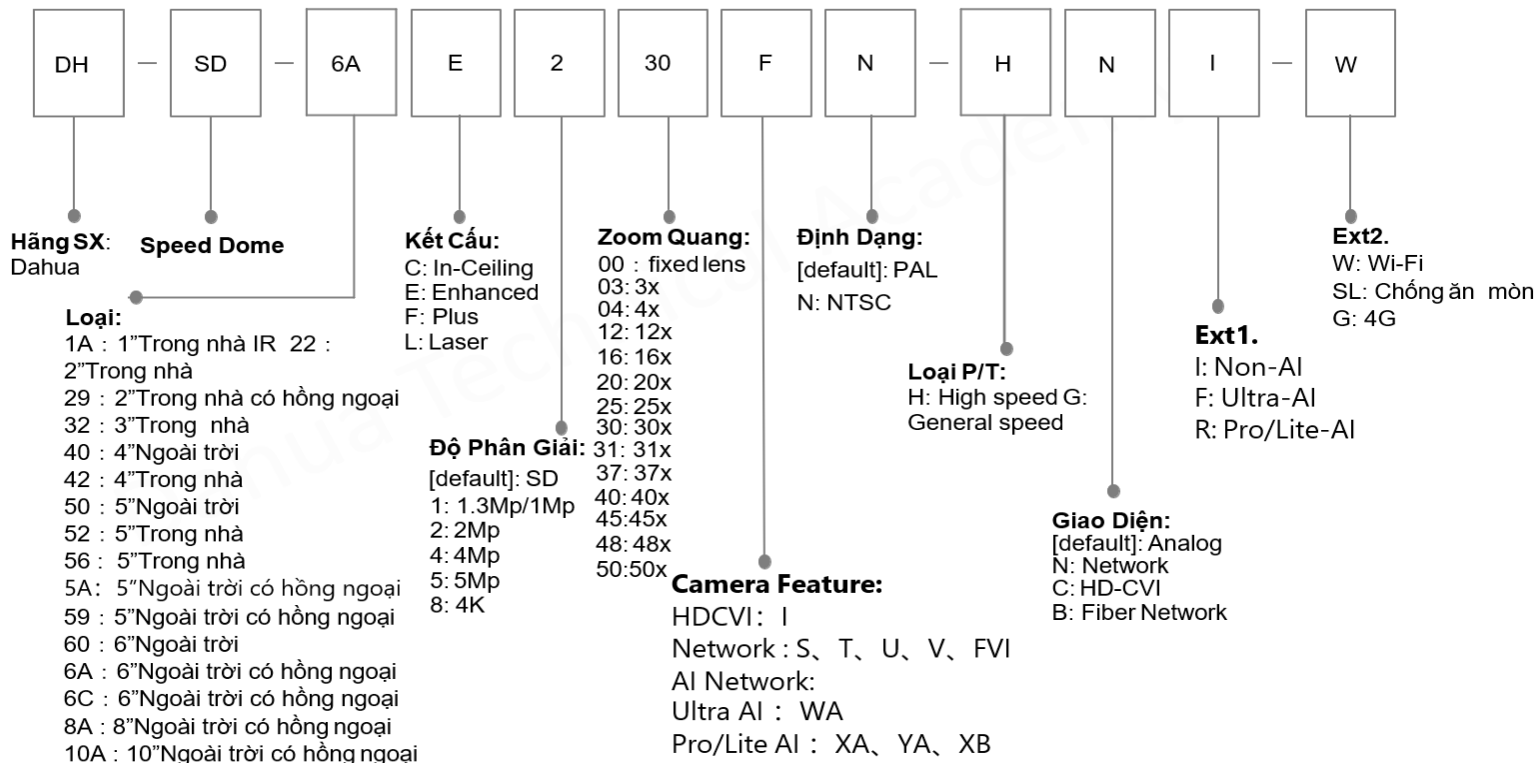 DH — SD — 6A E 2 30 F N — H N I — W
Hãng SX:
Dahua
Speed Dome
Loại:
1A : 1”Trong nhà IR 22 :
2”Trong nhà
29 : 2”Trong nhà có hồng ngoại
32 : 3”Trong nhà
40 : 4”Ngoài trời
42 : 4”Trong nhà
50 : 5”Ngoài trời
52 : 5”Trong nhà
56 : 5”Trong nhà
5A: 5”Ngoài trời có hồng ngoại
59 : 5”Ngoài trời có hồng ngoại
60 : 6”Ngoài trời
6A : 6”Ngoài trời có hồng ngoại
6C : 6”Ngoài trời có hồng ngoại
8A : 8”Ngoài trời có hồng ngoại
10A : 10”Ngoài trời có hồng ngoại
Kết Cấu:
C: In-Ceiling
E: Enhanced
F: Plus
L: Laser
Độ Phân Giải:
[default]: SD
1: 1.3Mp/1Mp
2: 2Mp
4: 4Mp
5: 5Mp
8: 4K
Zoom Quang:
00 : fixed lens
03: 3x
04: 4x
12: 12x
16: 16x
20: 20x
25: 25x
30: 30x
31: 31x
37: 37x
40: 40x
45:45x
48: 48x
50:50x
Camera Feature:
HDCVI: I
Network : S、T、U、V、FVI
AI Network:
Ultra AI : WA
Pro/Lite AI : XA、YA、XB
Định Dạng:
[default]: PAL
N: NTSC
Loại P/T:
H: High speed G:
General speed
Giao Diện:
[default]: Analog
N: Network
C: HD-CVI
B: Fiber Network
Ext1.
I: Non-AI
F: Ultra-AI
R: Pro/Lite-AI
Ext2.
W: Wi-Fi
SL: Chống ăn mòn
G: 4G